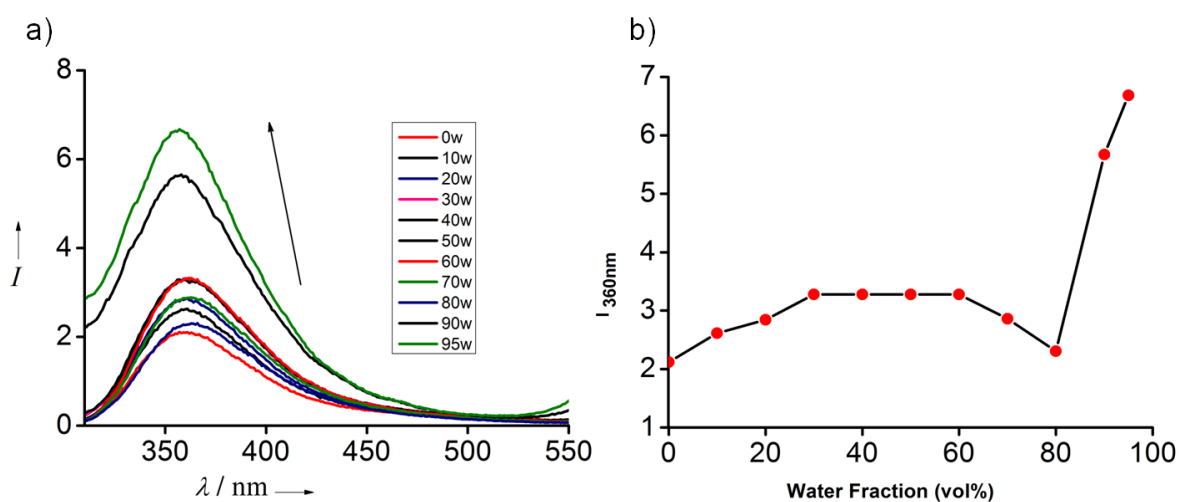 a)
8
6
4
2
0
I
350 400 450 500 550
λ / nm
0w
10w
20w
30w
40w
50w
60w
70w
80w
90w
95w
b)
7
6
5
4
3
2
1
I 360nm
0 20 40 60 80 100
Water Fraction (vol%)